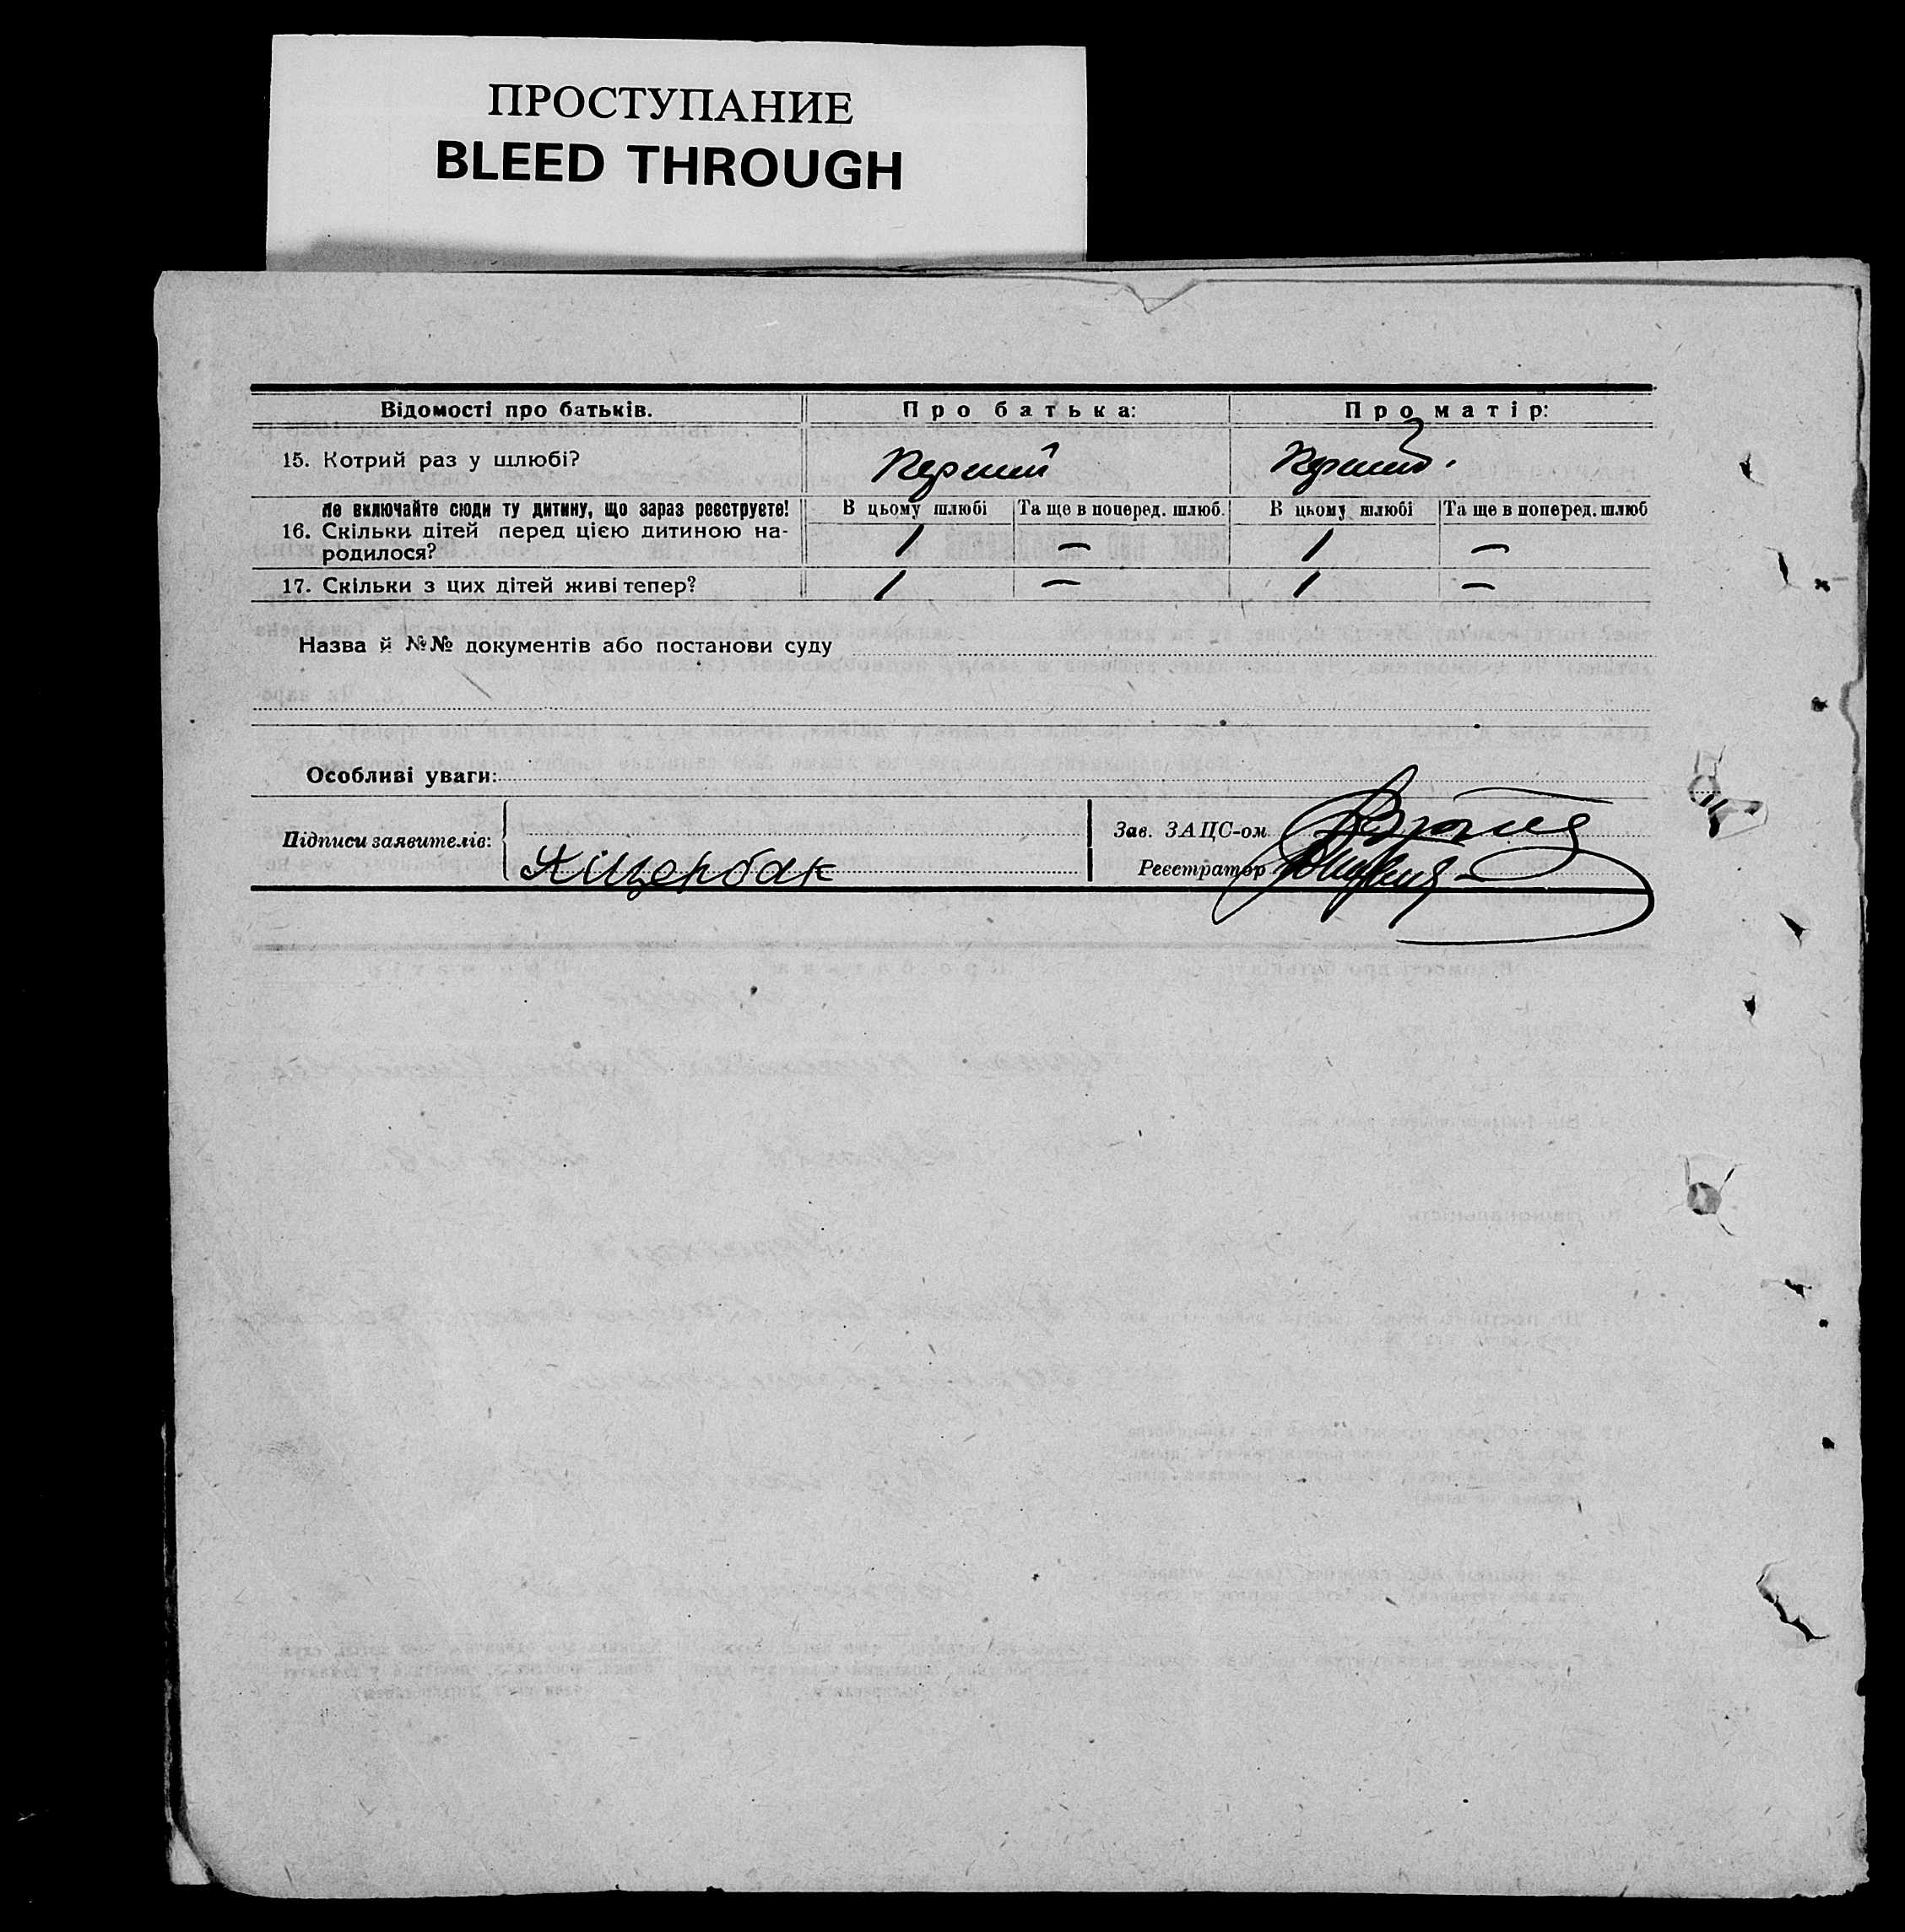 ПРОСТУПАНИЕ
BLEED THROUGH
Відомості про батьків. Про батька: Про матір:
15. Котрий раз у шлюбі? Перший Перший.
Не включайте сюди ту дитину, що зараз реєструєте! В цьому шлюбі Та ще в поперед. шлюб. В цьому шлюбі Та ще в поперед. шлюб
16. Скільки дітей перед цією дитиною на-
родилося? 1 — 1 —
17. Скільки з цих дітей живі тепер? 1 — 1 —
Назва й №№ документів або постанови суду
Особливі уваги:
Підписи заявителів:
Зав. ЗАЦС-ом
Щербак
Реєстратор